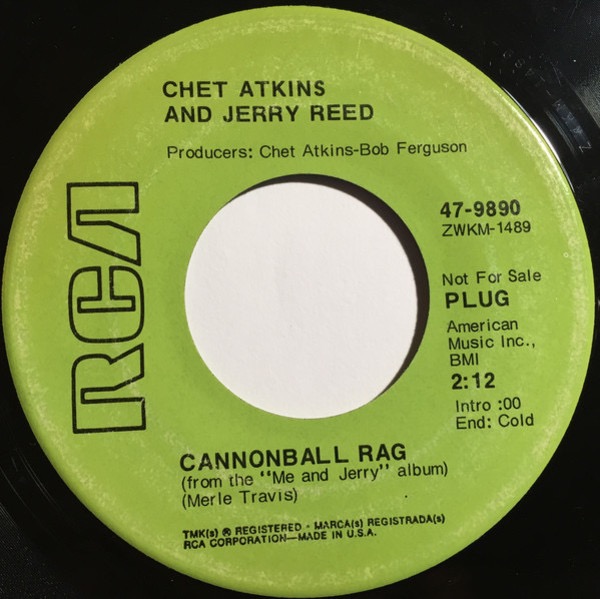 CHET ATKINS
AND JERRY REED
Producers: Chet Atkins-Bob Ferguson
RCA
47-9890
ZWKM-1489
Not For Sale
PLUG
American
Music Inc.,
BMI
2:12
Intro :00
End: Cold
CANNONBALL RAG
(from the "Me and Jerry" album)
(Merle Travis)
TMK(s) ® REGISTERED • MARCA(s) REGISTRADA(s)
RCA CORPORATION—MADE IN U.S.A.